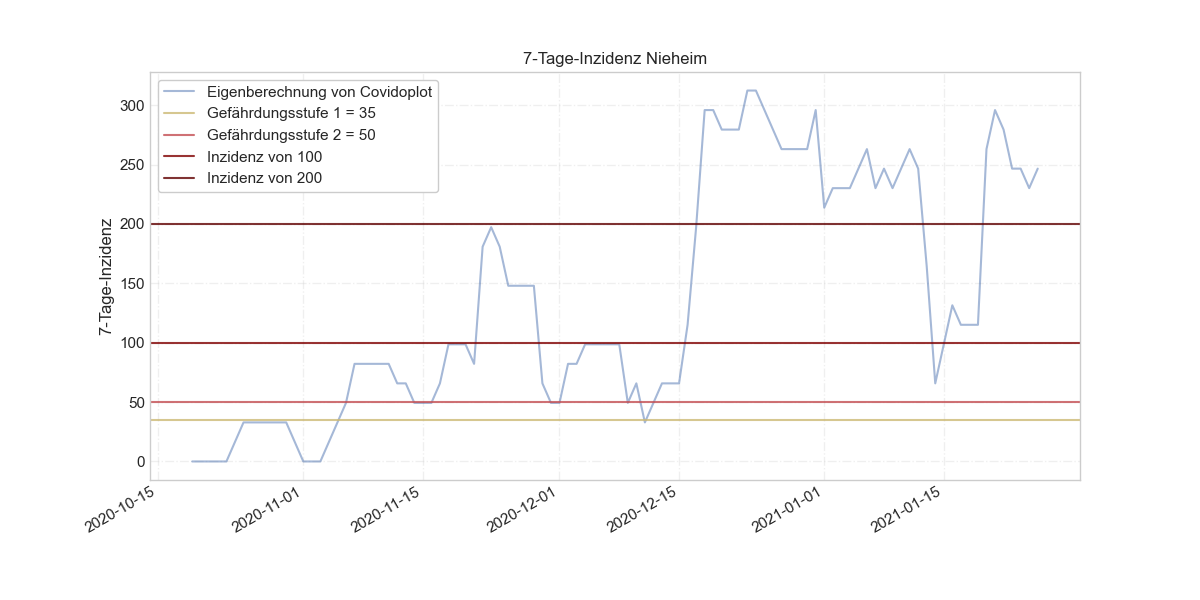 7-Tage-Inzidenz Nieheim
Eigenberechnung von Covidoplot
Gefährdungsstufe 1 = 35
Gefährdungsstufe 2 = 50
Inzidenz von 100
Inzidenz von 200
7-Tage-Inzidenz
300
250
200
150
100
50
0
2020-10-15
2020-11-01
2020-11-15
2020-12-01
2020-12-15
2021-01-01
2021-01-15